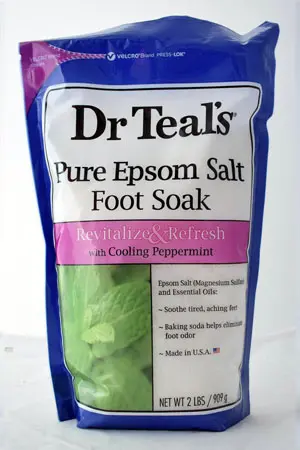 VELCRO® Brand PRESS-LOK®
Dr Teal's®
Pure Epsom Salt
Foot Soak
Revitalize & Refresh
with Cooling Peppermint
Epsom Salt (Magnesium Sulfate)
and Essential Oils:
~ Soothe tired, aching feet
~ Baking soda helps eliminate
foot odor
~ Made in U.S.A.
NET WT 2 LBS / 909 g